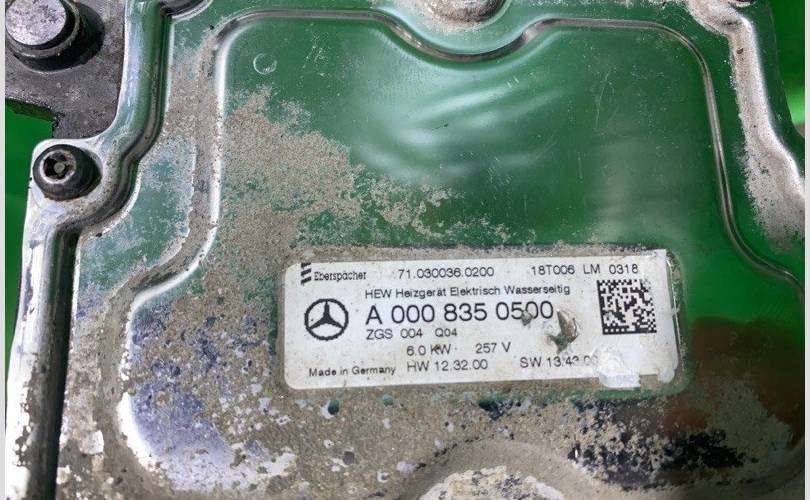 Eberspächer 71.030036.0200 18T006 LM 0318
HEW Heizgerät Elektrisch Wasserseitig
A 000 835 0500
ZGS 004 Q04
6.0 KW 257 V
Made in Germany HW 12.32.00 SW 13.43.00